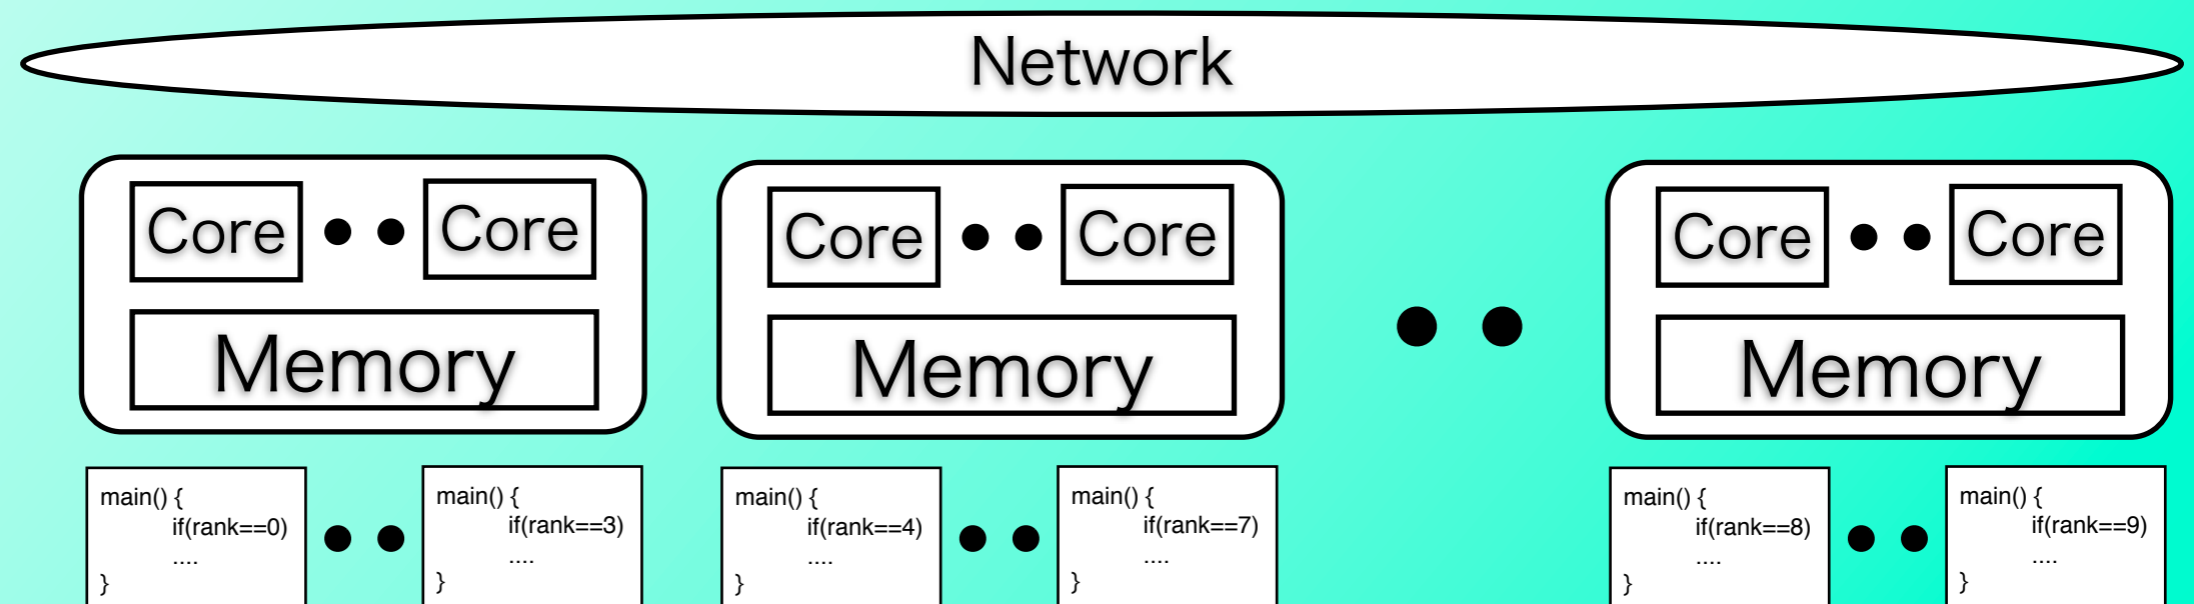 Network
Core
Core
Memory
Core
Core
Memory
Core
Core
Memory
main() {
if(rank==0)
....
}
main() {
if(rank==3)
....
}
main() {
if(rank==4)
....
}
main() {
if(rank==7)
....
}
main() {
if(rank==8)
....
}
main() {
if(rank==9)
....
}